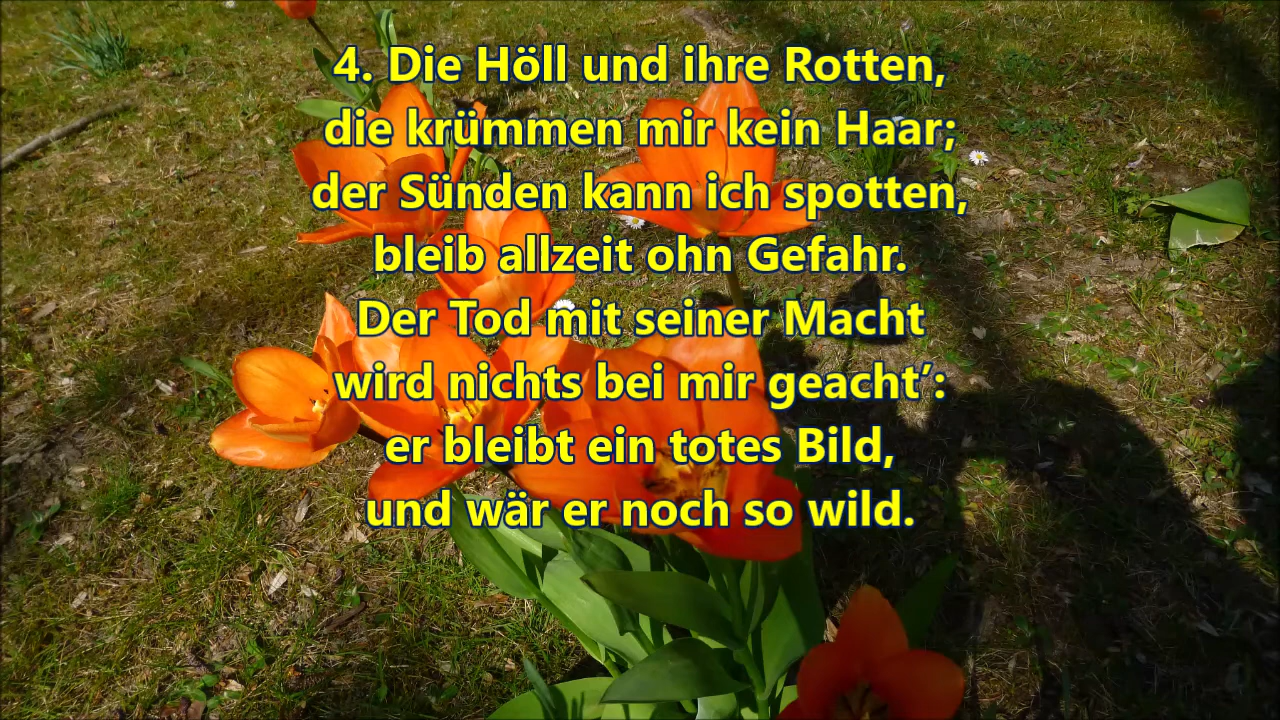 4. Die Höll und ihre Rotten,
die krümmen mir kein Haar;
der Sünden kann ich spotten,
bleib allzeit ohn Gefahr.
Der Tod mit seiner Macht
wird nichts bei mir geacht’:
er bleibt ein totes Bild,
und wär er noch so wild.